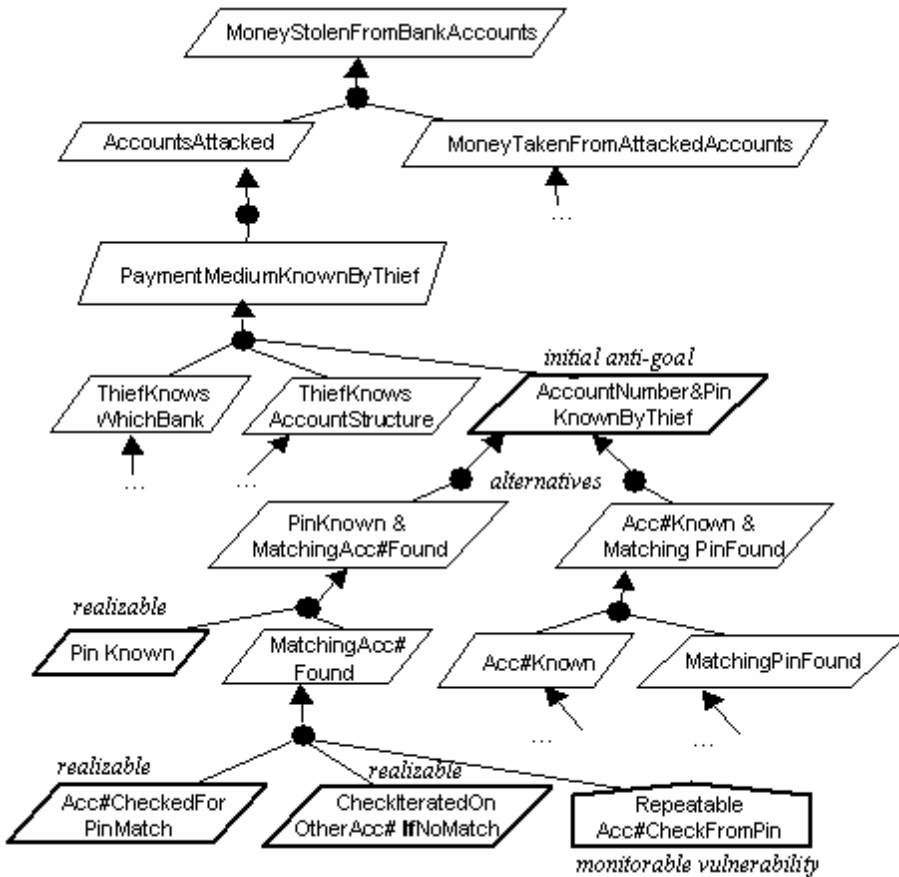 MoneyStolenFromBankAccounts
AccountsAttacked
MoneyTakenFromAttackedAccounts
...
PaymentMediumKnownByThief
initial anti-goal
ThiefKnows
WhichBank
ThiefKnows
AccountStructure
AccountNumber&Pin
KnownByThief
...
...
alternatives
PinKnown &
MatchingAcc#Found
Acc#Known &
Matching PinFound
realizable
Pin Known
MatchingAcc#
Found
Acc#Known
MatchingPinFound
...
...
realizable
realizable
Acc#CheckedFor
PinMatch
CheckIteratedOn
OtherAcc# IfNoMatch
Repeatable
Acc#CheckFromPin
monitorable vulnerability